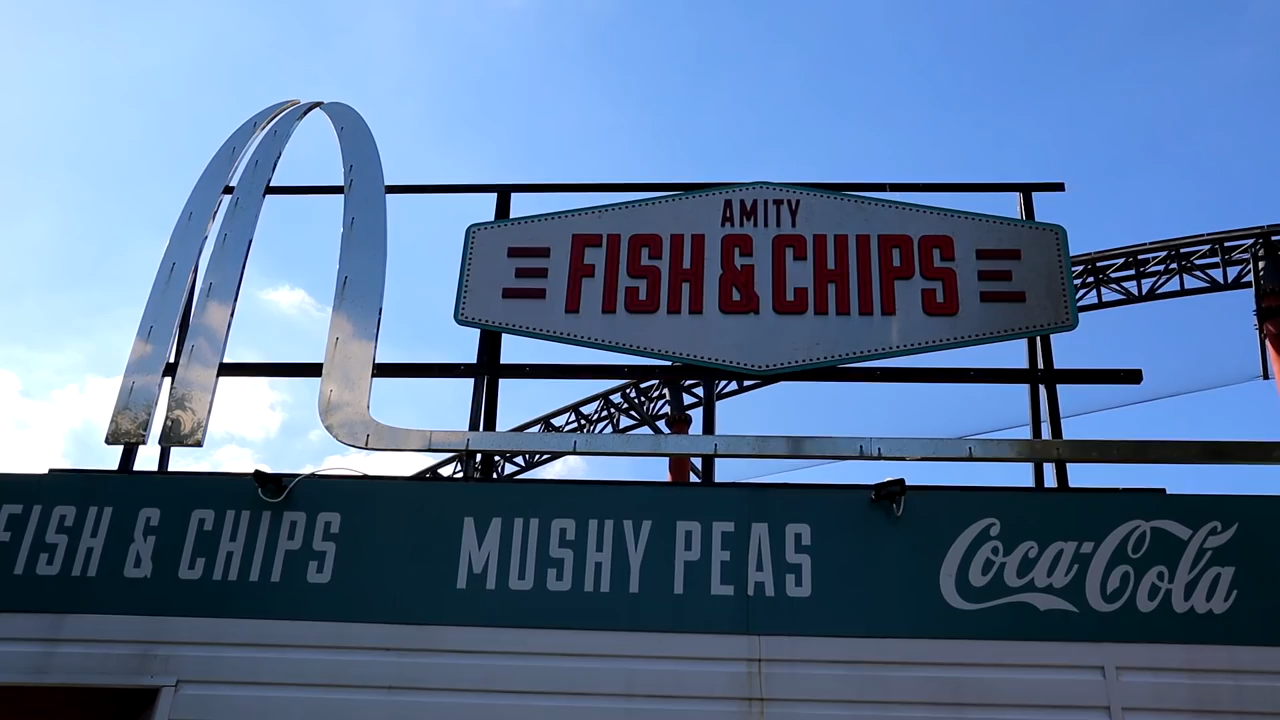 AMITY
FISH & CHIPS
FISH & CHIPS
MUSHY PEAS
Coca-Cola